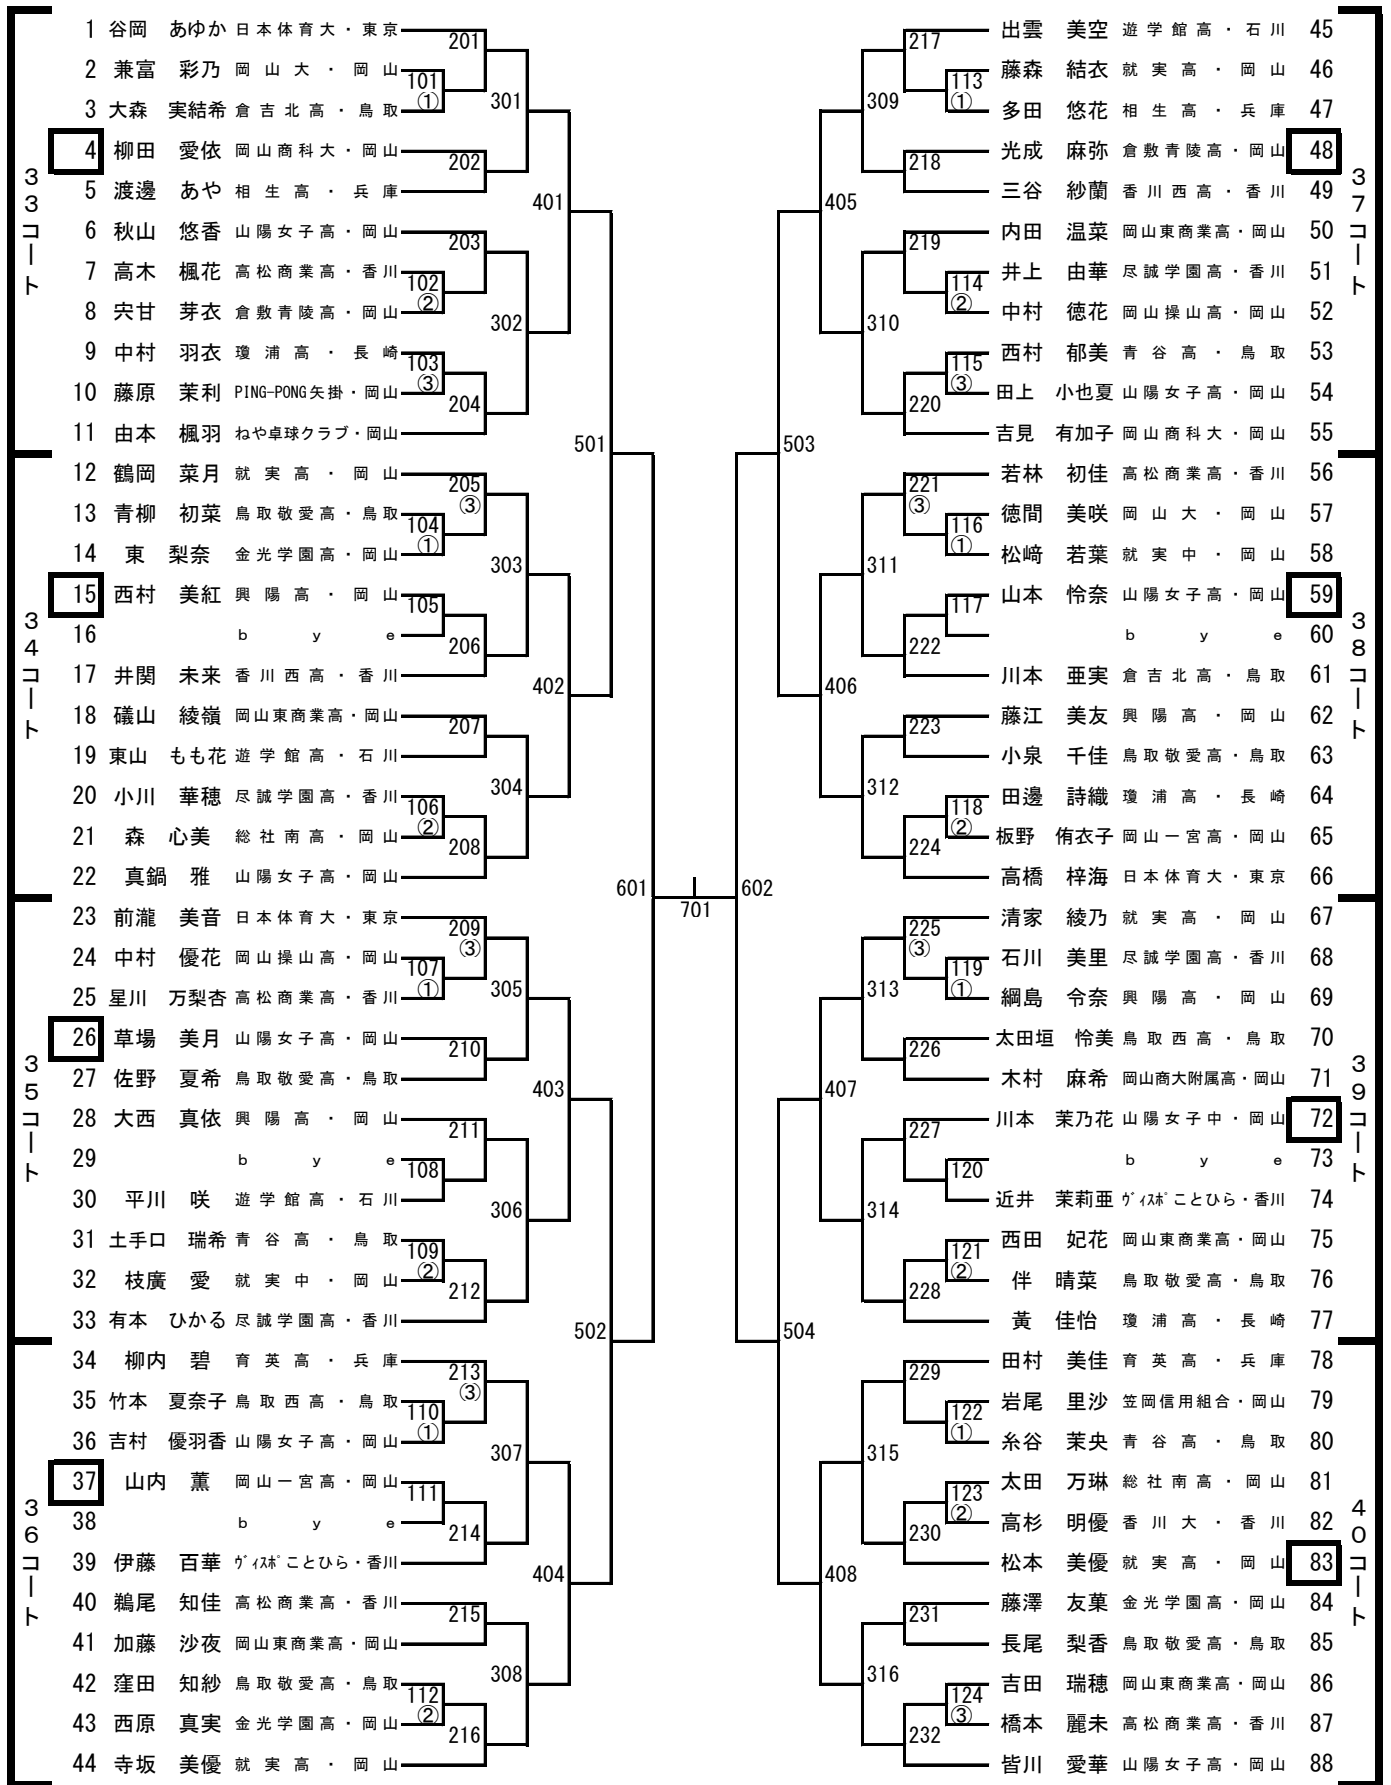 33コート
1 谷岡 あゆか 日本体育大・東京
2 兼富 彩乃 岡山大・岡山
3 大森 実結希 倉吉北高・鳥取
4 柳田 愛依 岡山商科大・岡山
5 渡邊 あや 相生高・兵庫
6 秋山 悠香 山陽女子高・岡山
7 高木 楓花 高松商業高・香川
8 宍甘 芽衣 倉敷青陵高・岡山
9 中村 羽衣 瓊浦高・長崎
10 藤原 茉利 PING-PONG矢掛・岡山
11 由本 楓羽 ねや卓球クラブ・岡山
34コート
12 鶴岡 菜月 就実高・岡山
13 青柳 初菜 鳥取敬愛高・鳥取
14 東 梨奈 金光学園高・岡山
15 西村 美紅 興陽高・岡山
16 bye
17 井関 未来 香川西高・香川
18 礒山 綾嶺 岡山東商業高・岡山
19 東山 もも花 遊学館高・石川
20 小川 華穂 尽誠学園高・香川
21 森 心美 総社南高・岡山
22 真鍋 雅 山陽女子高・岡山
35コート
23 前瀧 美音 日本体育大・東京
24 中村 優花 岡山操山高・岡山
25 星川 万梨杏 高松商業高・香川
26 草場 美月 山陽女子高・岡山
27 佐野 夏希 鳥取敬愛高・鳥取
28 大西 真依 興陽高・岡山
29 bye
30 平川 咲 遊学館高・石川
31 土手口 瑞希 青谷高・鳥取
32 枝廣 愛 就実中・岡山
33 有本 ひかる 尽誠学園高・香川
36コート
34 柳内 碧 育英高・兵庫
35 竹本 夏奈子 鳥取西高・鳥取
36 吉村 優羽香 山陽女子高・岡山
37 山内 薫 岡山一宮高・岡山
38 bye
39 伊藤 百華 ヴィスポことひら・香川
40 鵜尾 知佳 高松商業高・香川
41 加藤 沙夜 岡山東商業高・岡山
42 窪田 知紗 鳥取敬愛高・鳥取
43 西原 真実 金光学園高・岡山
44 寺坂 美優 就実高・岡山
101 ①
102 ②
103 ③
104 ①
105
106 ②
107 ①
108
109 ②
110 ①
111
112 ②
201
202
203
204
205 ③
206
207
208
209 ③
210
211
212
213 ③
214
215
216
301
302
303
304
305
306
307
308
401
402
403
404
501
502
601
701
602
503
504
405
406
407
408
309
310
311
312
313
314
315
316
217
218
219
220
221 ③
222
223
224
225 ③
226
227
228
229
230
231
232
113 ①
114 ②
115 ③
116 ①
117
118 ②
119 ①
120
121 ②
122 ①
123 ②
124 ③
37コート
出雲 美空 遊学館高・石川 45
藤森 結衣 就実高・岡山 46
多田 悠花 相生高・兵庫 47
光成 麻弥 倉敷青陵高・岡山 48
三谷 紗蘭 香川西高・香川 49
内田 温菜 岡山東商業高・岡山 50
井上 由華 尽誠学園高・香川 51
中村 徳花 岡山操山高・岡山 52
西村 郁美 青谷高・鳥取 53
田上 小也夏 山陽女子高・岡山 54
吉見 有加子 岡山商科大・岡山 55
38コート
若林 初佳 高松商業高・香川 56
徳間 美咲 岡山大・岡山 57
松﨑 若葉 就実中・岡山 58
山本 怜奈 山陽女子高・岡山 59
bye 60
川本 亜実 倉吉北高・鳥取 61
藤江 美友 興陽高・岡山 62
小泉 千佳 鳥取敬愛高・鳥取 63
田邊 詩織 瓊浦高・長崎 64
板野 侑衣子 岡山一宮高・岡山 65
高橋 梓海 日本体育大・東京 66
39コート
清家 綾乃 就実高・岡山 67
石川 美里 尽誠学園高・香川 68
綱島 令奈 興陽高・岡山 69
太田垣 怜美 鳥取西高・鳥取 70
木村 麻希 岡山商大附属高・岡山 71
川本 茉乃花 山陽女子中・岡山 72
bye 73
近井 茉莉亜 ヴィスポことひら・香川 74
西田 妃花 岡山東商業高・岡山 75
伴 晴菜 鳥取敬愛高・鳥取 76
黃 佳怡 瓊浦高・長崎 77
40コート
田村 美佳 育英高・兵庫 78
岩尾 里沙 笠岡信用組合・岡山 79
糸谷 茉央 青谷高・鳥取 80
太田 万琳 総社南高・岡山 81
高杉 明優 香川大・香川 82
松本 美優 就実高・岡山 83
藤澤 友菓 金光学園高・岡山 84
長尾 梨香 鳥取敬愛高・鳥取 85
吉田 瑞穂 岡山東商業高・岡山 86
橋本 麗未 高松商業高・香川 87
皆川 愛華 山陽女子高・岡山 88